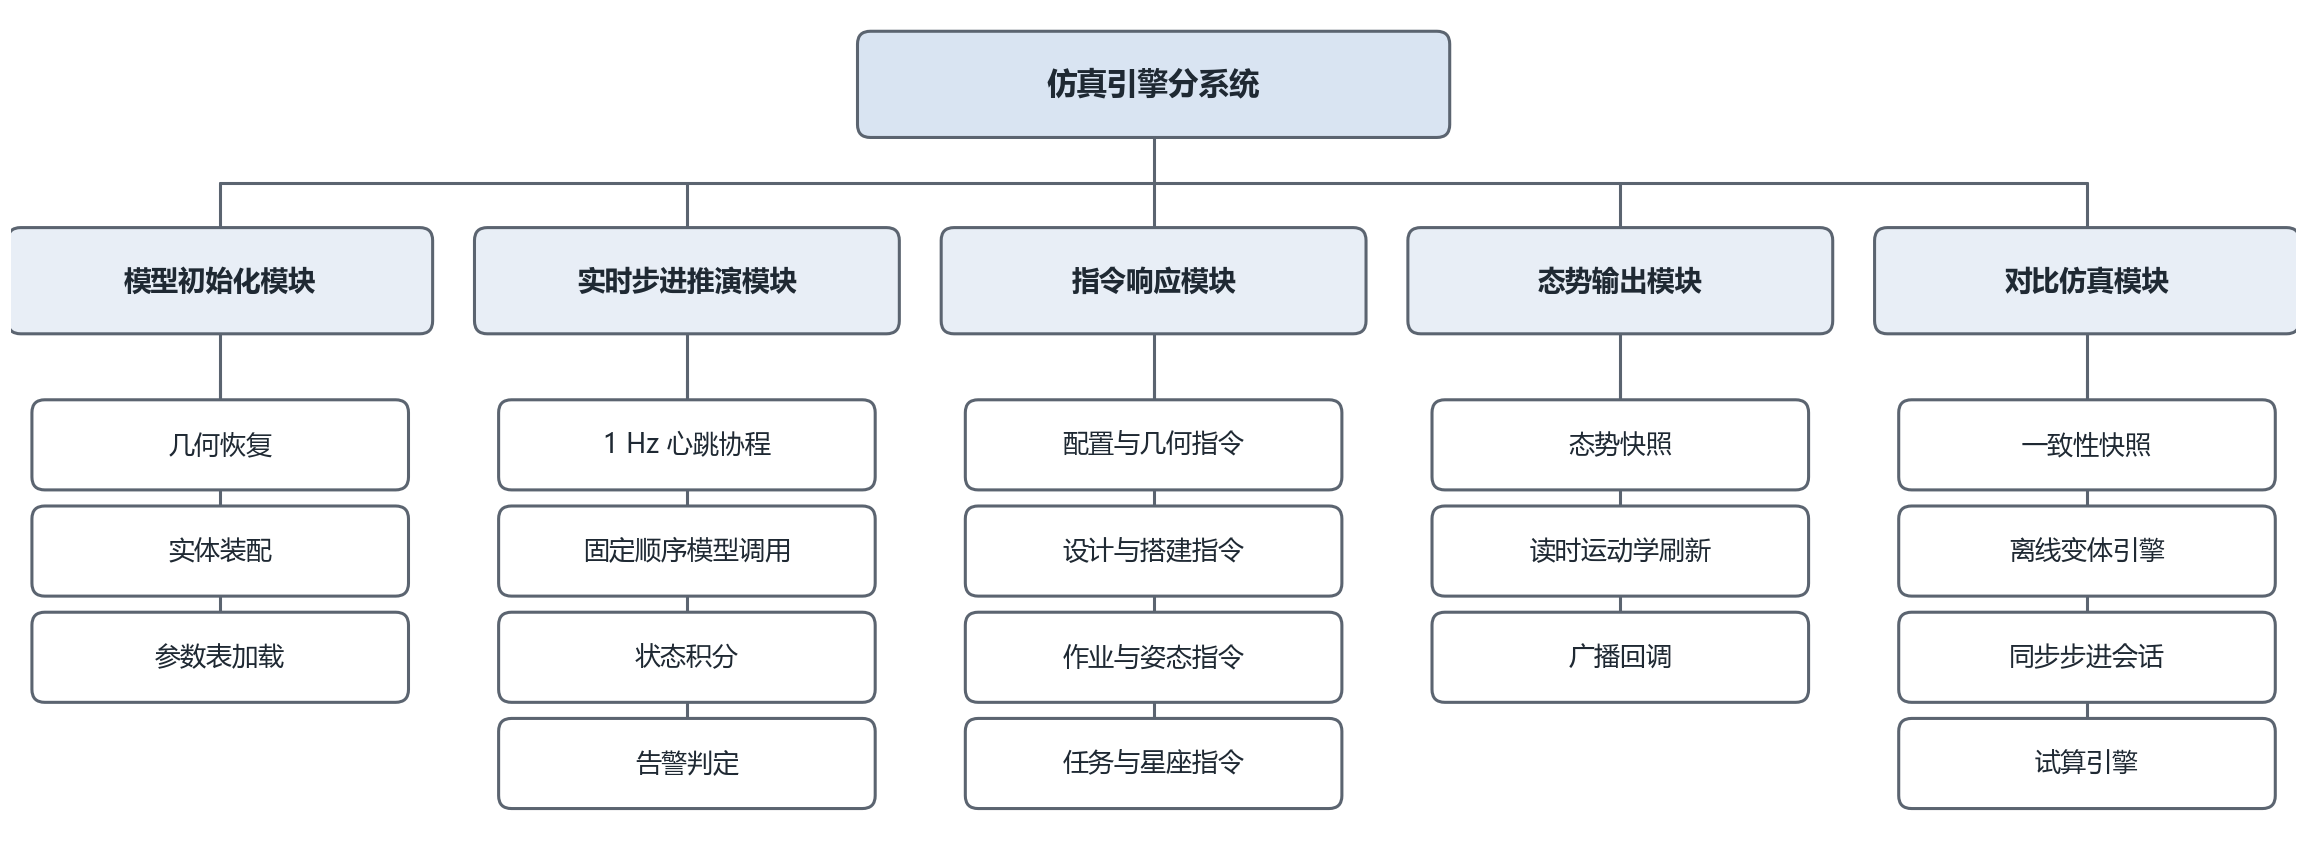 仿真引擎分系统
模型初始化模块
实时步进推演模块
指令响应模块
态势输出模块
对比仿真模块
几何恢复
实体装配
参数表加载
1 Hz 心跳协程
固定顺序模型调用
状态积分
告警判定
配置与几何指令
设计与搭建指令
作业与姿态指令
任务与星座指令
态势快照
读时运动学刷新
广播回调
一致性快照
离线变体引擎
同步步进会话
试算引擎